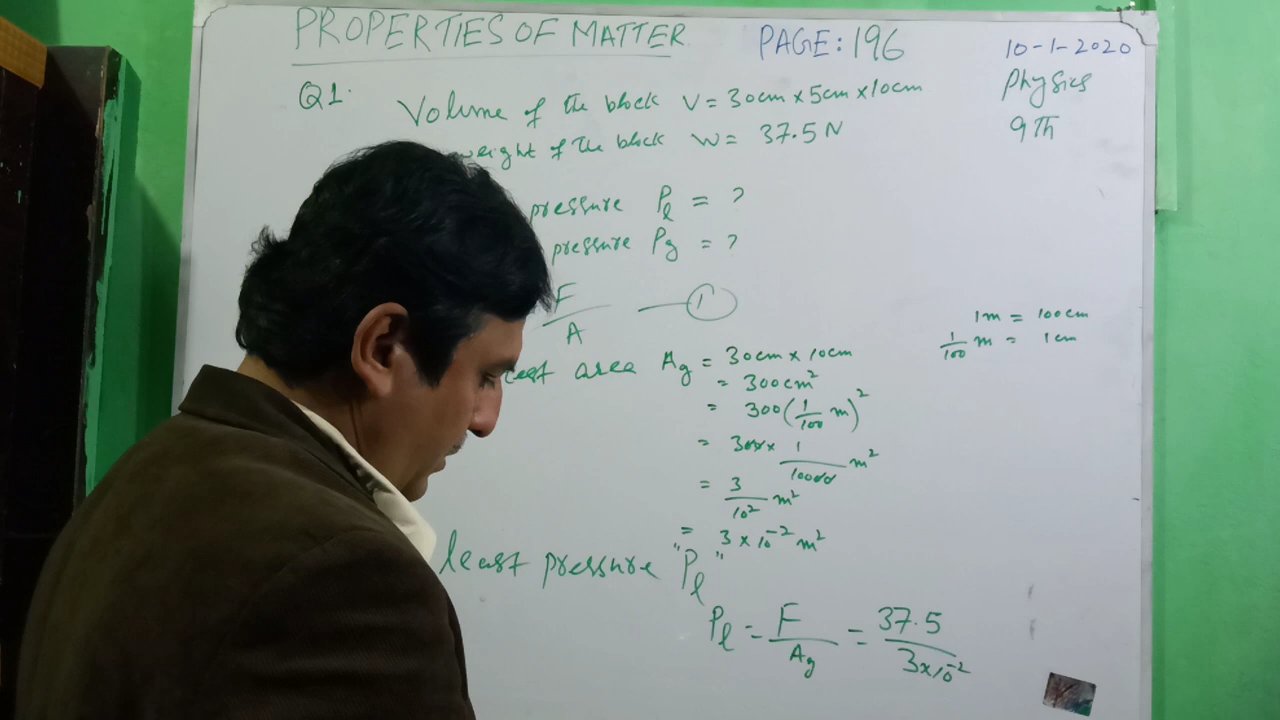 PROPERTIES OF MATTER PAGE: 196 10-1-2020
Physics
9Th
Q1. Volume of the block V = 30cm x 5cm x 10cm
weight of the block w = 37.5 N
pressure Pl = ?
pressure Pg = ?
F/A — 1
1m = 100cm
1/100 m = 1cm
area Ag = 30cm x 10cm
= 300cm²
= 300(1/100 m)²
= 300 x 1/10000 m²
= 3/10² m²
= 3 x 10⁻² m²
least pressure "Pl"
Pl = F/Ag = 37.5/3x10⁻²